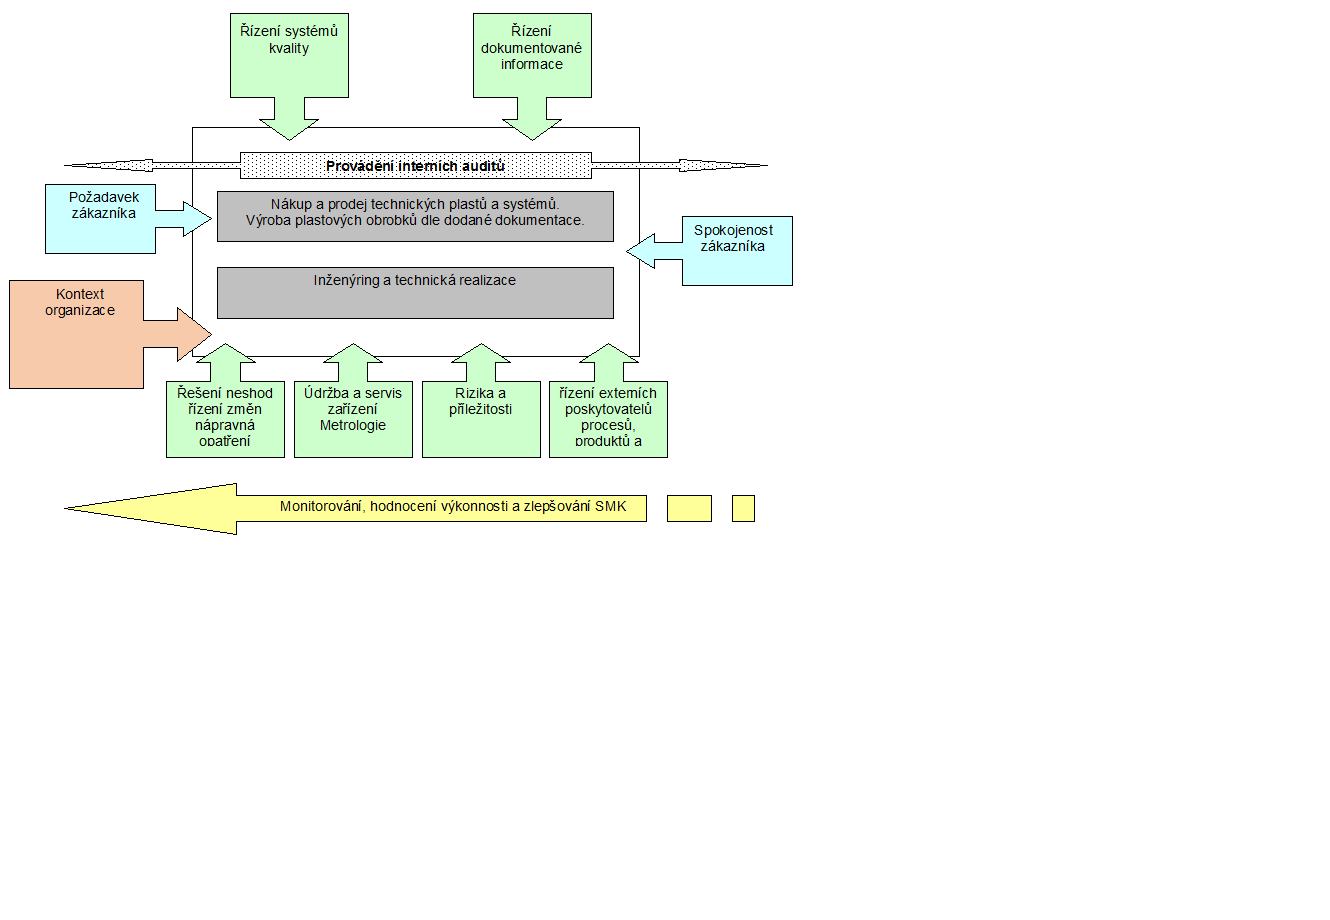 Řízení systémů
kvality
Řízení
dokumentované
informace
Provádění interních auditů
Požadavek
zákazníka
Nákup a prodej technických plastů a systémů.
Výroba plastových obrobků dle dodané dokumentace.
Spokojenost
zákazníka
Inženýring a technická realizace
Kontext
organizace
Řešení neshod
řízení změn
nápravná
opatření
Údržba a servis
zařízení
Metrologie
Rizika a
příležitosti
řízení externích
poskytovatelů
procesů,
produktů a
Monitorování, hodnocení výkonnosti a zlepšování SMK